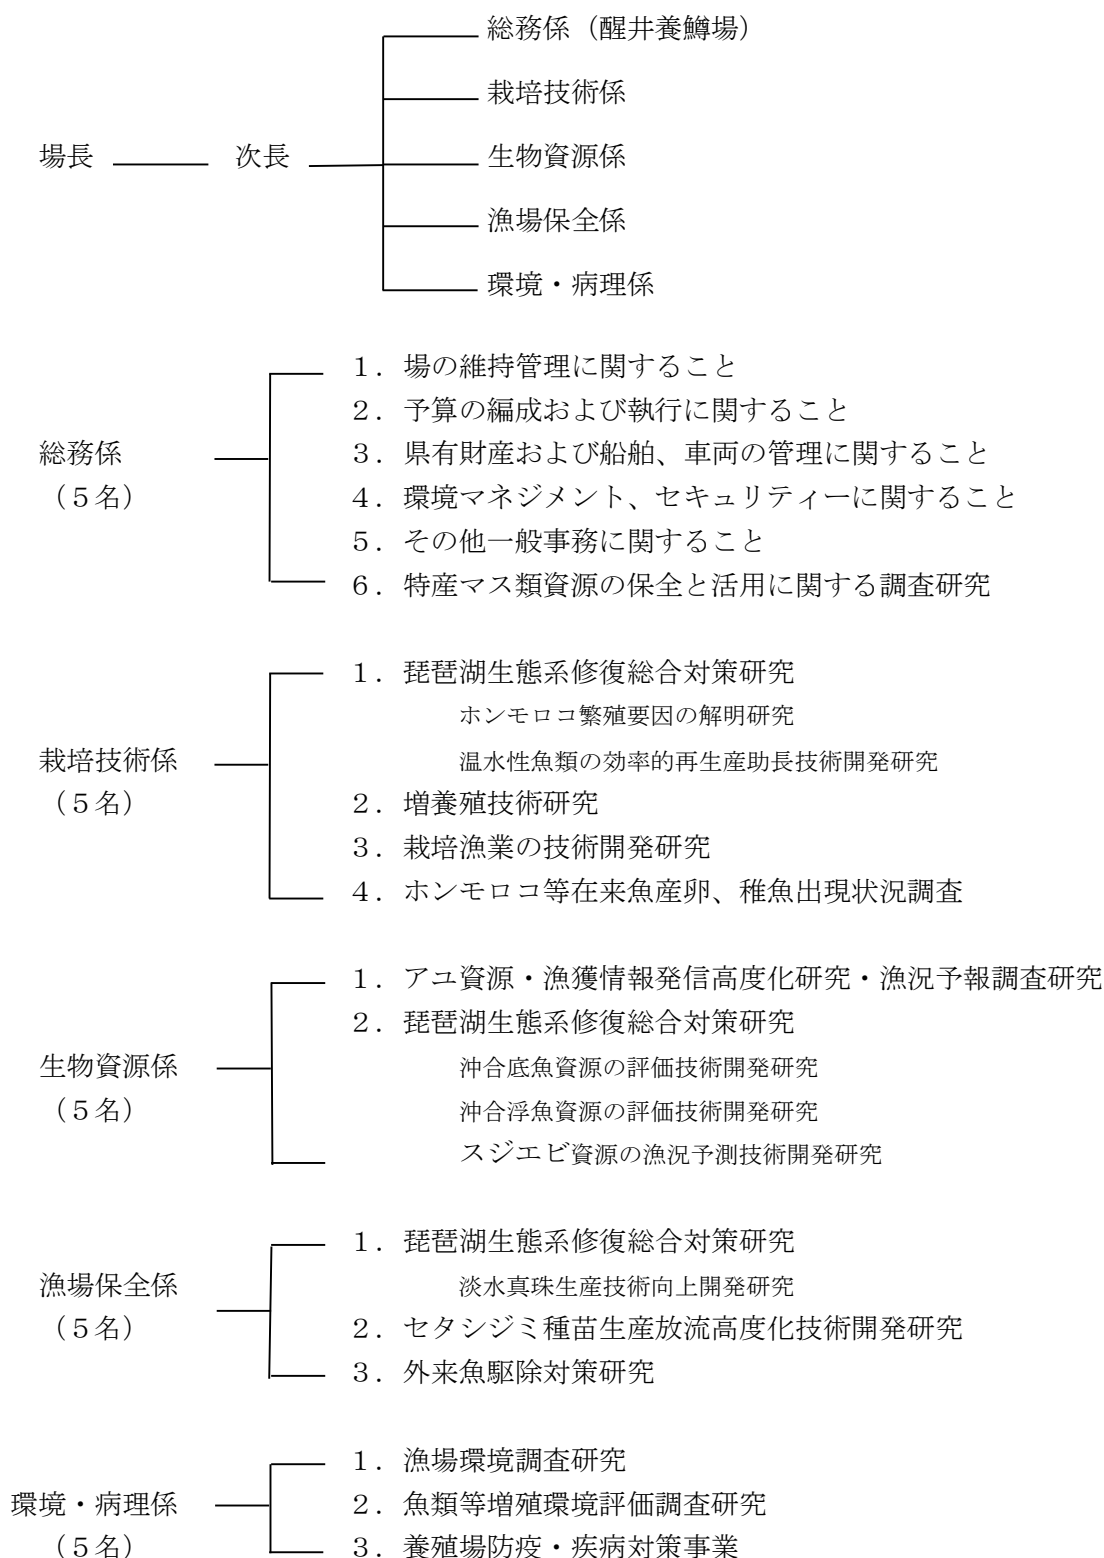 総務係（醒井養鱒場）
栽培技術係
場長 次長 生物資源係
漁場保全係
環境・病理係
１．場の維持管理に関すること
２．予算の編成および執行に関すること
総務係 ３．県有財産および船舶、車両の管理に関すること
（５名） ４．環境マネジメント、セキュリティーに関すること
５．その他一般事務に関すること
６．特産マス類資源の保全と活用に関する調査研究
１．琵琶湖生態系修復総合対策研究
ホンモロコ繁殖要因の解明研究
栽培技術係 温水性魚類の効率的再生産助長技術開発研究
（５名） ２．増養殖技術研究
３．栽培漁業の技術開発研究
４．ホンモロコ等在来魚産卵、稚魚出現状況調査
１．アユ資源・漁獲情報発信高度化研究・漁況予報調査研究
２．琵琶湖生態系修復総合対策研究
生物資源係 沖合底魚資源の評価技術開発研究
（５名） 沖合浮魚資源の評価技術開発研究
スジエビ資源の漁況予測技術開発研究
１．琵琶湖生態系修復総合対策研究
漁場保全係 淡水真珠生産技術向上開発研究
（５名） ２．セタシジミ種苗生産放流高度化技術開発研究
３．外来魚駆除対策研究
１．漁場環境調査研究
環境・病理係 ２．魚類等増殖環境評価調査研究
（５名） ３．養殖場防疫・疾病対策事業